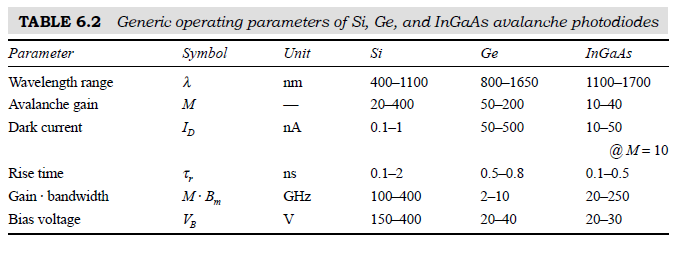 TABLE 6.2 Generic operating parameters of Si, Ge, and InGaAs avalanche photodiodes
Parameter Symbol Unit Si Ge InGaAs
Wavelength range λ nm 400–1100 800–1650 1100–1700
Avalanche gain M — 20–400 50–200 10–40
Dark current I_D nA 0.1–1 50–500 10–50
@ M = 10
Rise time τ_r ns 0.1–2 0.5–0.8 0.1–0.5
Gain · bandwidth M · B_m GHz 100–400 2–10 20–250
Bias voltage V_B V 150–400 20–40 20–30